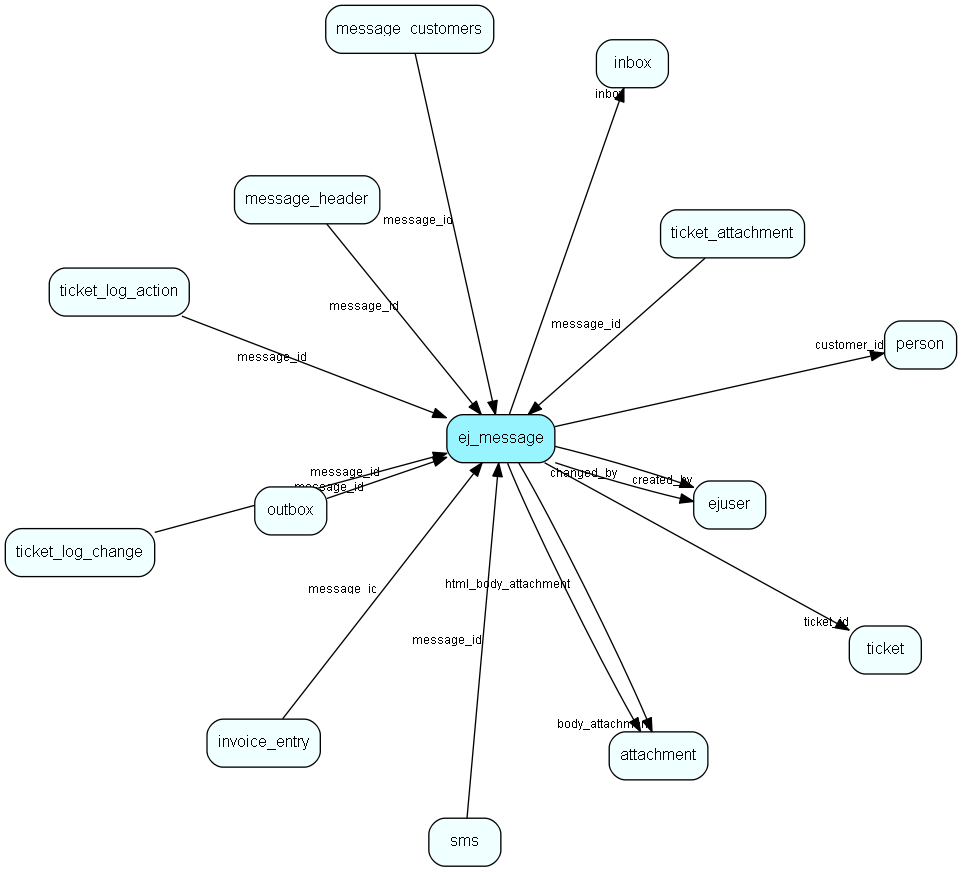 message_customers
inbox
inbox
message_header
message_id
ticket_attachment
ticket_log_action
message_id
message_id
person
customer_id
message_id
ej_message
message_id
changed_by
created_by
message_id
outbox
ejuser
ticket_log_change
html_body_attachment
message_id
ticket_id
message_id
ticket
body_attachment
invoice_entry
attachment
sms